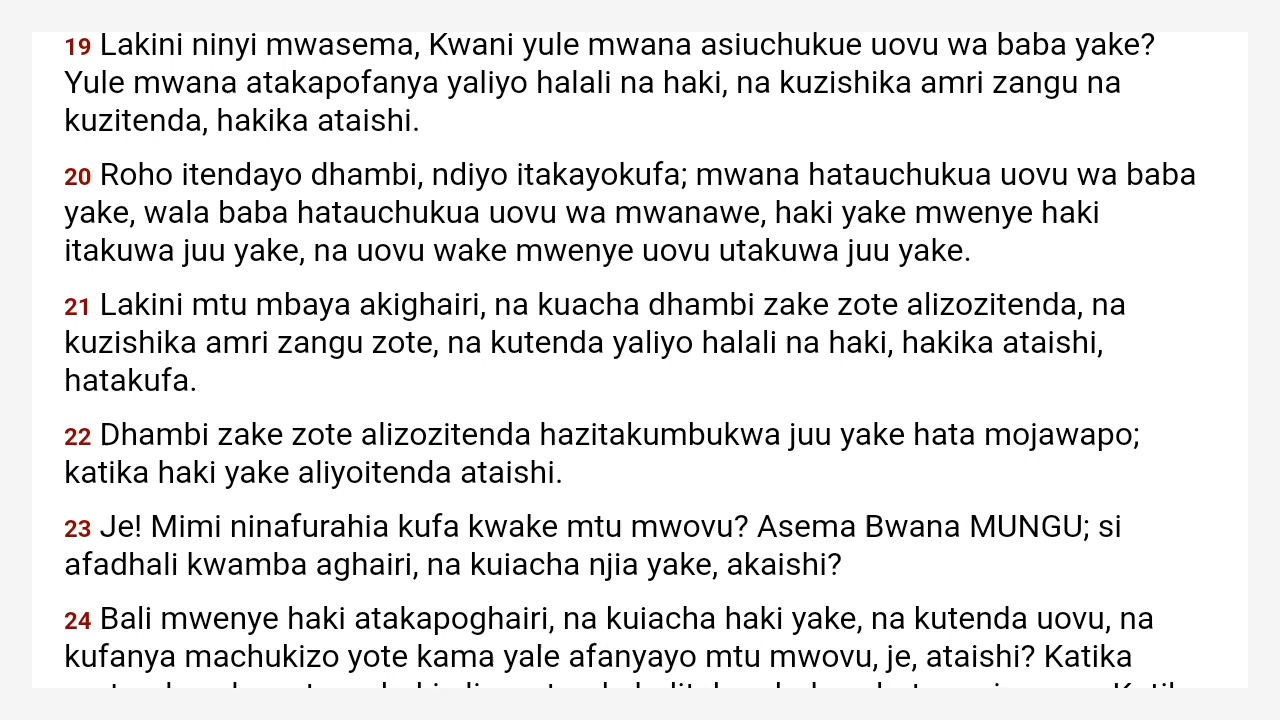 19 Lakini ninyi mwasema, Kwani yule mwana asiuchukue uovu wa baba yake?
Yule mwana atakapofanya yaliyo halali na haki, na kuzishika amri zangu na
kuzitenda, hakika ataishi.
20 Roho itendayo dhambi, ndiyo itakayokufa; mwana hatauchukua uovu wa baba
yake, wala baba hatauchukua uovu wa mwanawe, haki yake mwenye haki
itakuwa juu yake, na uovu wake mwenye uovu utakuwa juu yake.
21 Lakini mtu mbaya akighairi, na kuacha dhambi zake zote alizozitenda, na
kuzishika amri zangu zote, na kutenda yaliyo halali na haki, hakika ataishi,
hatakufa.
22 Dhambi zake zote alizozitenda hazitakumbukwa juu yake hata mojawapo;
katika haki yake aliyoitenda ataishi.
23 Je! Mimi ninafurahia kufa kwake mtu mwovu? Asema Bwana MUNGU; si
afadhali kwamba aghairi, na kuiacha njia yake, akaishi?
24 Bali mwenye haki atakapoghairi, na kuiacha haki yake, na kutenda uovu, na
kufanya machukizo yote kama yale afanyayo mtu mwovu, je, ataishi? Katika